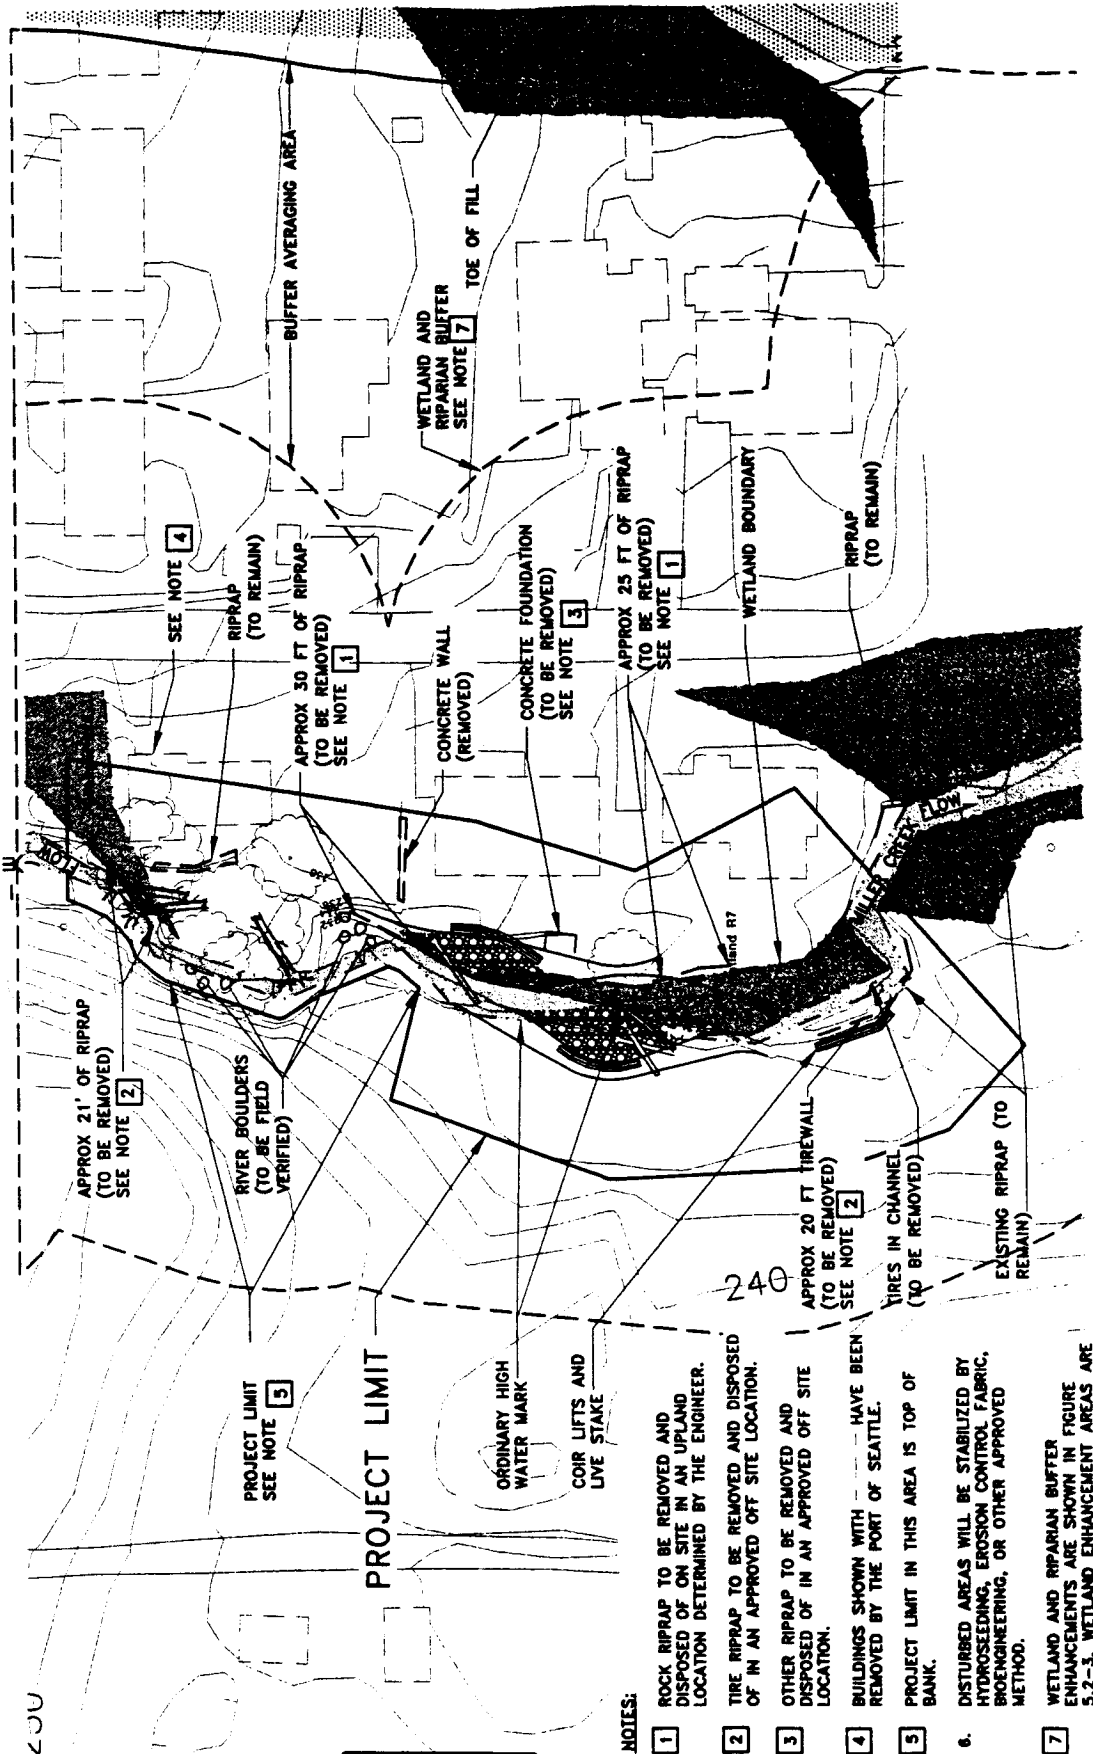 BUFFER AVERAGING AREA
WETLAND AND
RIPARIAN BUFFER
SEE NOTE 7
TOE OF FILL
SEE NOTE 4
RIPRAP
(TO REMAIN)
APPROX 30 FT OF RIPRAP
(TO BE REMOVED)
SEE NOTE 1
CONCRETE WALL
(REMOVED)
CONCRETE FOUNDATION
(TO BE REMOVED)
SEE NOTE 3
APPROX 25 FT OF RIPRAP
(TO BE REMOVED)
SEE NOTE 1
WETLAND BOUNDARY
RIPRAP
(TO REMAIN)
FLOW
MILLER CREEK
FLOW
R7
APPROX 21' OF RIPRAP
(TO BE REMOVED)
SEE NOTE 2
RIVER BOULDERS
(TO BE FIELD
VERIFIED)
APPROX 20 FT TIREWALL
(TO BE REMOVED)
SEE NOTE 2
TIRES IN CHANNEL
(TO BE REMOVED)
EXISTING RIPRAP (TO
REMAIN)
240
PROJECT LIMIT
SEE NOTE 5
PROJECT LIMIT
ORDINARY HIGH
WATER MARK
COIR LIFTS AND
LIVE STAKE
NOTES:
1 ROCK RIPRAP TO BE REMOVED AND
DISPOSED OF ON SITE IN AN UPLAND
LOCATION DETERMINED BY THE ENGINEER.
2 TIRE RIPRAP TO BE REMOVED AND DISPOSED
OF IN AN APPROVED OFF SITE LOCATION.
3 OTHER RIPRAP TO BE REMOVED AND
DISPOSED OF IN AN APPROVED OFF SITE
LOCATION.
4 BUILDINGS SHOWN WITH - - - HAVE BEEN
REMOVED BY THE PORT OF SEATTLE.
5 PROJECT LIMIT IN THIS AREA IS TOP OF
BANK.
6. DISTURBED AREAS WILL BE STABILIZED BY
HYDROSEEDING, EROSION CONTROL FABRIC,
BIOENGINEERING, OR OTHER APPROVED
METHOD.
7 WETLAND AND RIPARIAN BUFFER
ENHANCEMENTS ARE SHOWN IN FIGURE
5.2-3. WETLAND ENHANCEMENT AREAS ARE